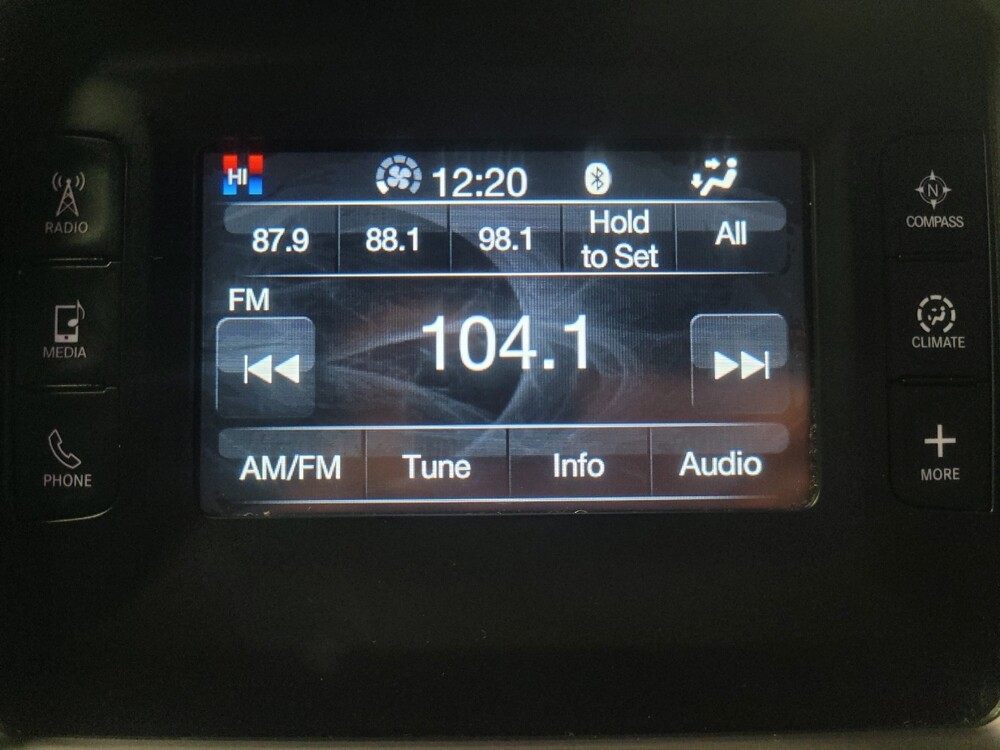 HI
12:20
87.9
88.1
98.1
Hold
to Set
All
FM
104.1
AM/FM
Tune
Info
Audio
RADIO
MEDIA
PHONE
N
COMPASS
CLIMATE
MORE